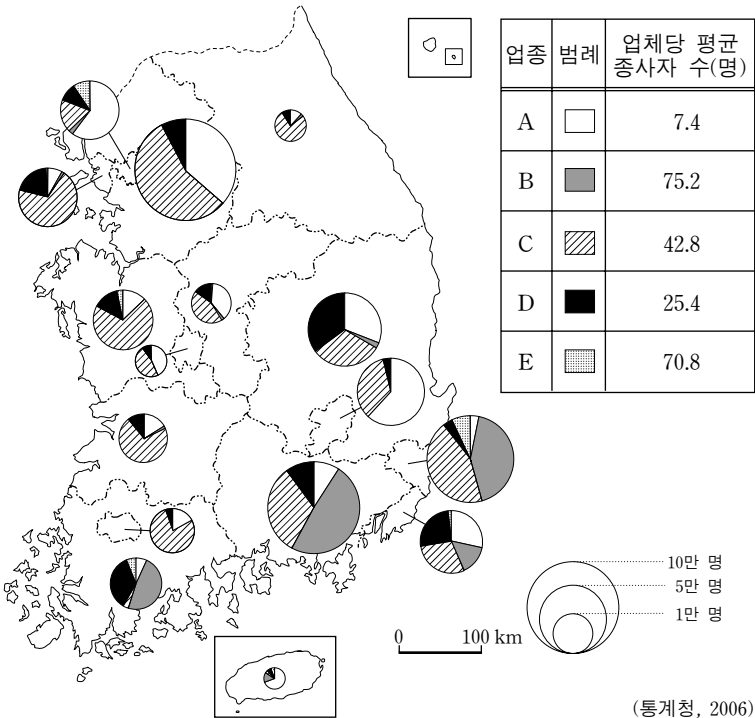 업종 범례 업체당 평균 종사자 수(명)
A 7.4
B 75.2
C 42.8
D 25.4
E 70.8
10만 명
5만 명
1만 명
0 100 km
(통계청, 2006)